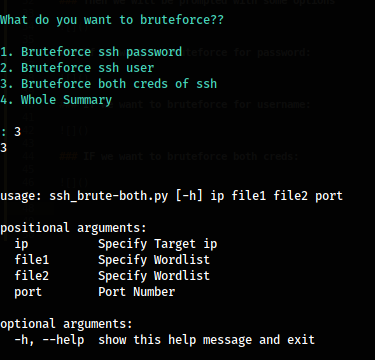 What do you want to bruteforce??
1. Bruteforce ssh password
2. Bruteforce ssh user
3. Bruteforce both creds of ssh
4. Whole Summary
: 3
3
usage: ssh_brute-both.py [-h] ip file1 file2 port
positional arguments:
ip Specify Target ip
file1 Specify Wordlist
file2 Specify Wordlist
port Port Number
optional arguments:
-h, --help show this help message and exit